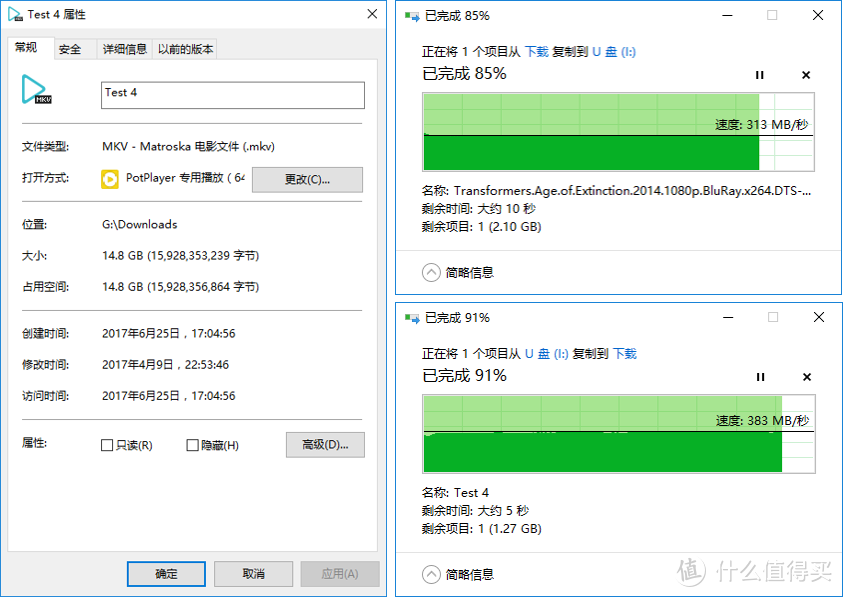 Test 4 属性
常规
安全
详细信息
以前的版本
MKV
Test 4
文件类型:
MKV - Matroska 电影文件 (.mkv)
打开方式:
PotPlayer 专用播放（64
更改(C)...
位置:
G:\Downloads
大小:
14.8 GB (15,928,353,239 字节)
占用空间:
14.8 GB (15,928,356,864 字节)
创建时间:
2017年6月25日，17:04:56
修改时间:
2017年4月9日，22:53:46
访问时间:
2017年6月25日，17:04:56
属性:
只读(R)
隐藏(H)
高级(D)...
确定
取消
应用(A)
已完成 85%
正在将 1 个项目从 下载 复制到 U 盘 (I:)
已完成 85%
速度: 313 MB/秒
名称: Transformers.Age.of.Extinction.2014.1080p.BluRay.x264.DTS-...
剩余时间: 大约 10 秒
剩余项目: 1 (2.10 GB)
简略信息
已完成 91%
正在将 1 个项目从 U 盘 (I:) 复制到 下载
已完成 91%
速度: 383 MB/秒
名称: Test 4
剩余时间: 大约 5 秒
剩余项目: 1 (1.27 GB)
简略信息
值 什么值得买